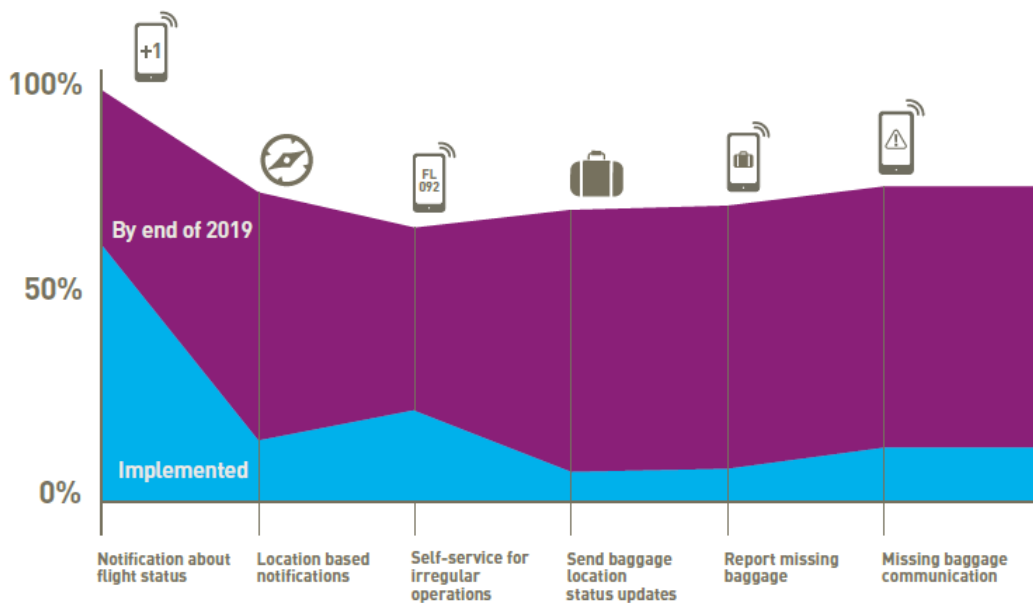 +1
100%
FL
092
By end of 2019
50%
Implemented
0%
Notification about
flight status
Location based
notifications
Self-service for
irregular
operations
Send baggage
location
status updates
Report missing
baggage
Missing baggage
communication